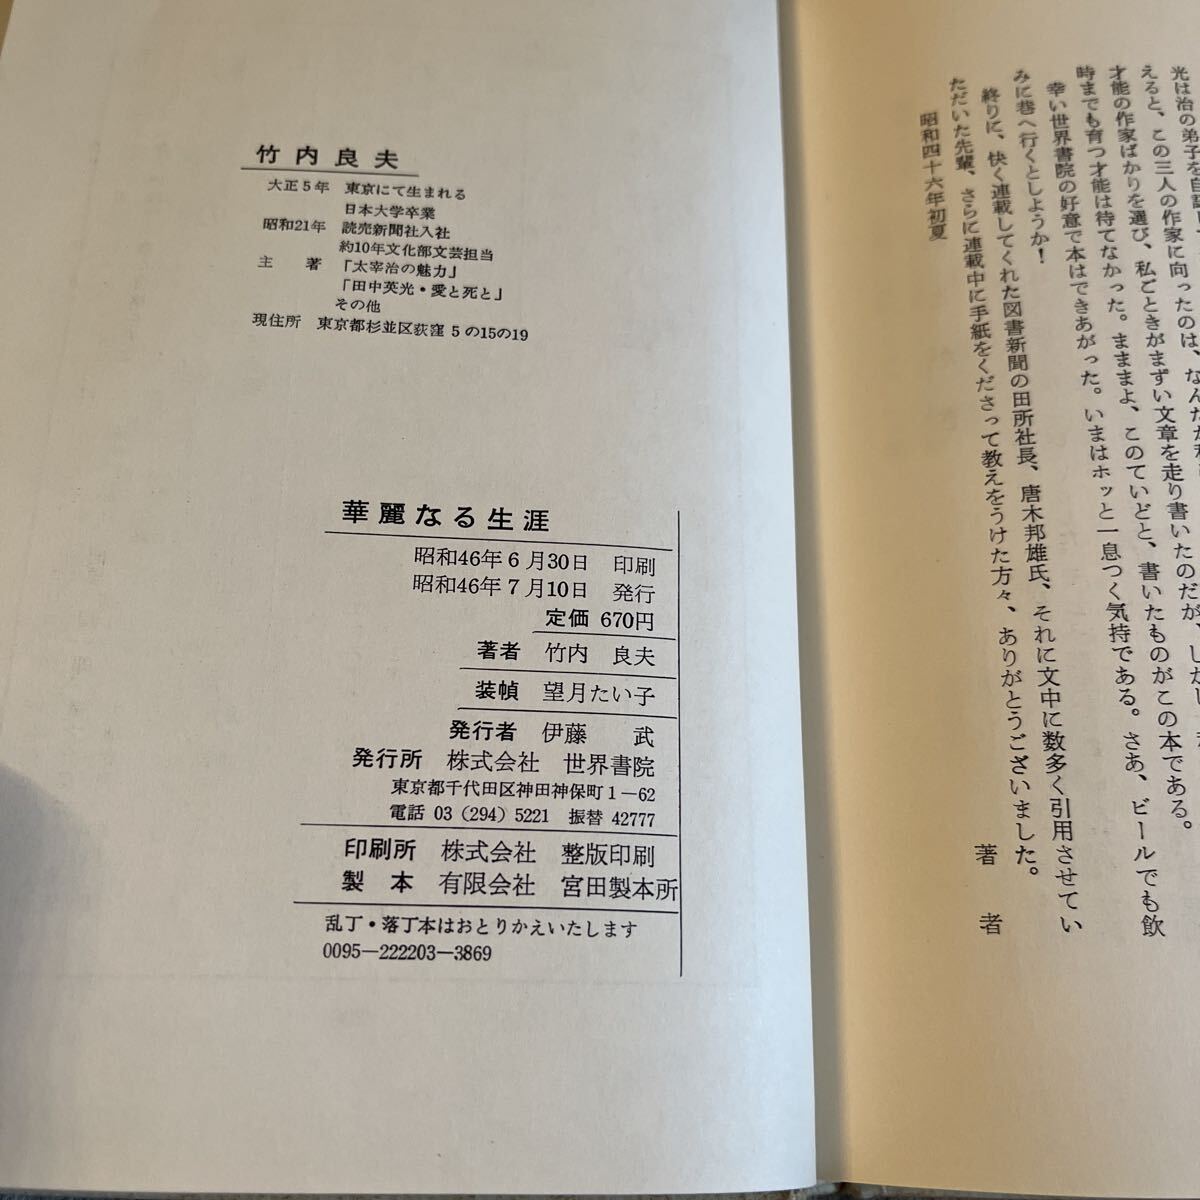 光は治の弟子を自認
えると、この三人の作家に向ったのは、なんだか
才能の作家ばかりを選び、私ごときがまずい文章を走り書いたのだが、しかし
時までも育つ才能は待てなかった。ままよ、このていどと、書いたものがこの本である。
幸い世界書院の好意で本はできあがった。いまはホッと一息つく気持である。さあ、ビールでも飲
みに巷へ行くとしようか！
終りに、快く連載してくれた図書新聞の田所社長、唐木邦雄氏、それに文中に数多く引用させてい
ただいた先輩、さらに連載中に手紙をくださって教えをうけた方々、ありがとうございました。
昭和四十六年初夏
著者
竹内良夫
大正5年 東京にて生まれる
日本大学卒業
昭和21年 読売新聞社入社
約10年文化部文芸担当
主著 「太宰治の魅力」
「田中英光・愛と死と」
その他
現住所 東京都杉並区荻窪5の15の19
華麗なる生涯
昭和46年6月30日 印刷
昭和46年7月10日 発行
定価 670円
著者 竹内 良夫
装幀 望月たい子
発行者 伊藤 武
発行所 株式会社 世界書院
東京都千代田区神田神保町1−62
電話 03(294)5221 振替 42777
印刷所 株式会社 整版印刷
製本 有限会社 宮田製本所
乱丁・落丁本はおとりかえいたします
0095−222203−3869